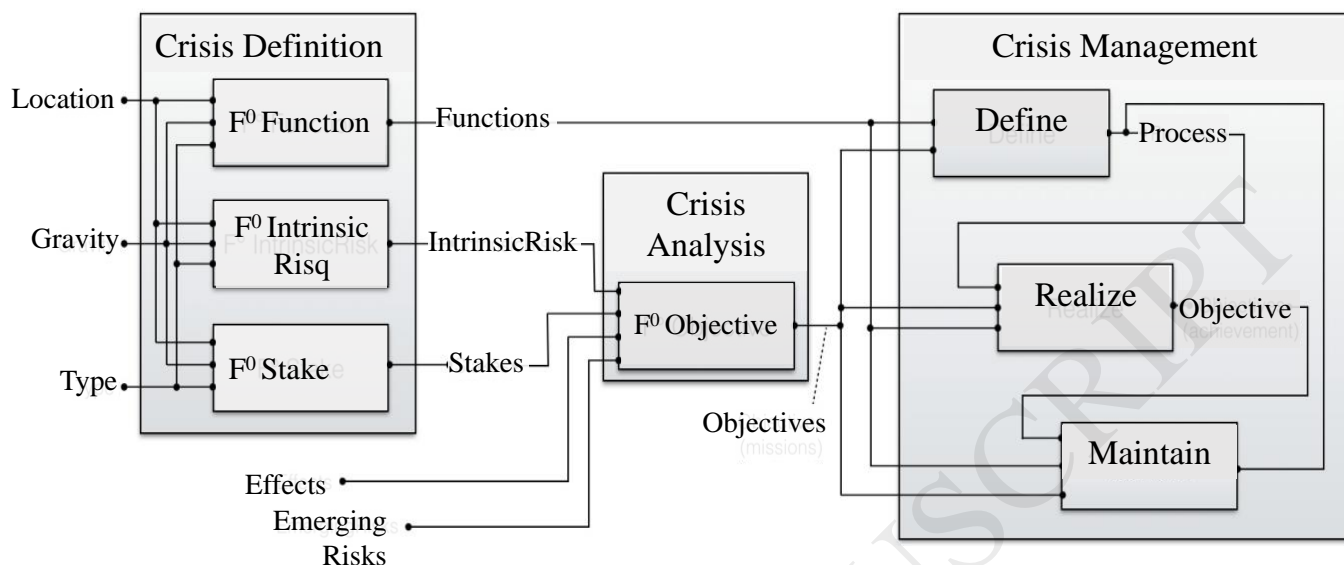 Crisis Definition
Crisis Management
Location
F⁰ Function
Functions
Define
Process
Crisis
Analysis
Gravity
F⁰ Intrinsic
Risq
IntrinsicRisk
Realize
Objective
(achievement)
F⁰ Objective
Type
F⁰ Stake
Stakes
Objectives
(missions)
Maintain
Effects
Emerging
Risks